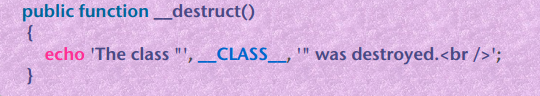 public function __destruct()
{
echo 'The class "', __CLASS__, '" was destroyed.<br />';
}